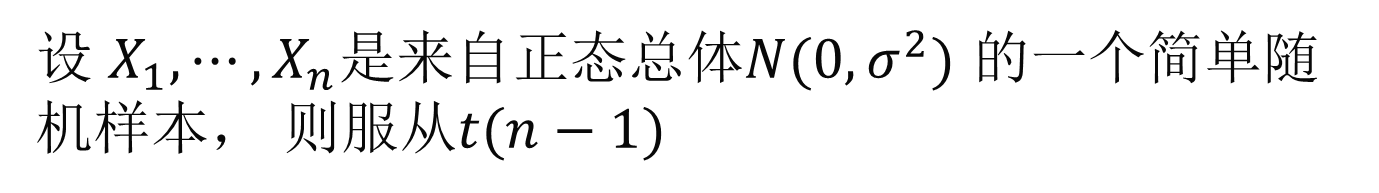 设 X₁,⋯,Xₙ是来自正态总体N(0,σ²) 的一个简单随
机样本， 则服从t(n − 1)